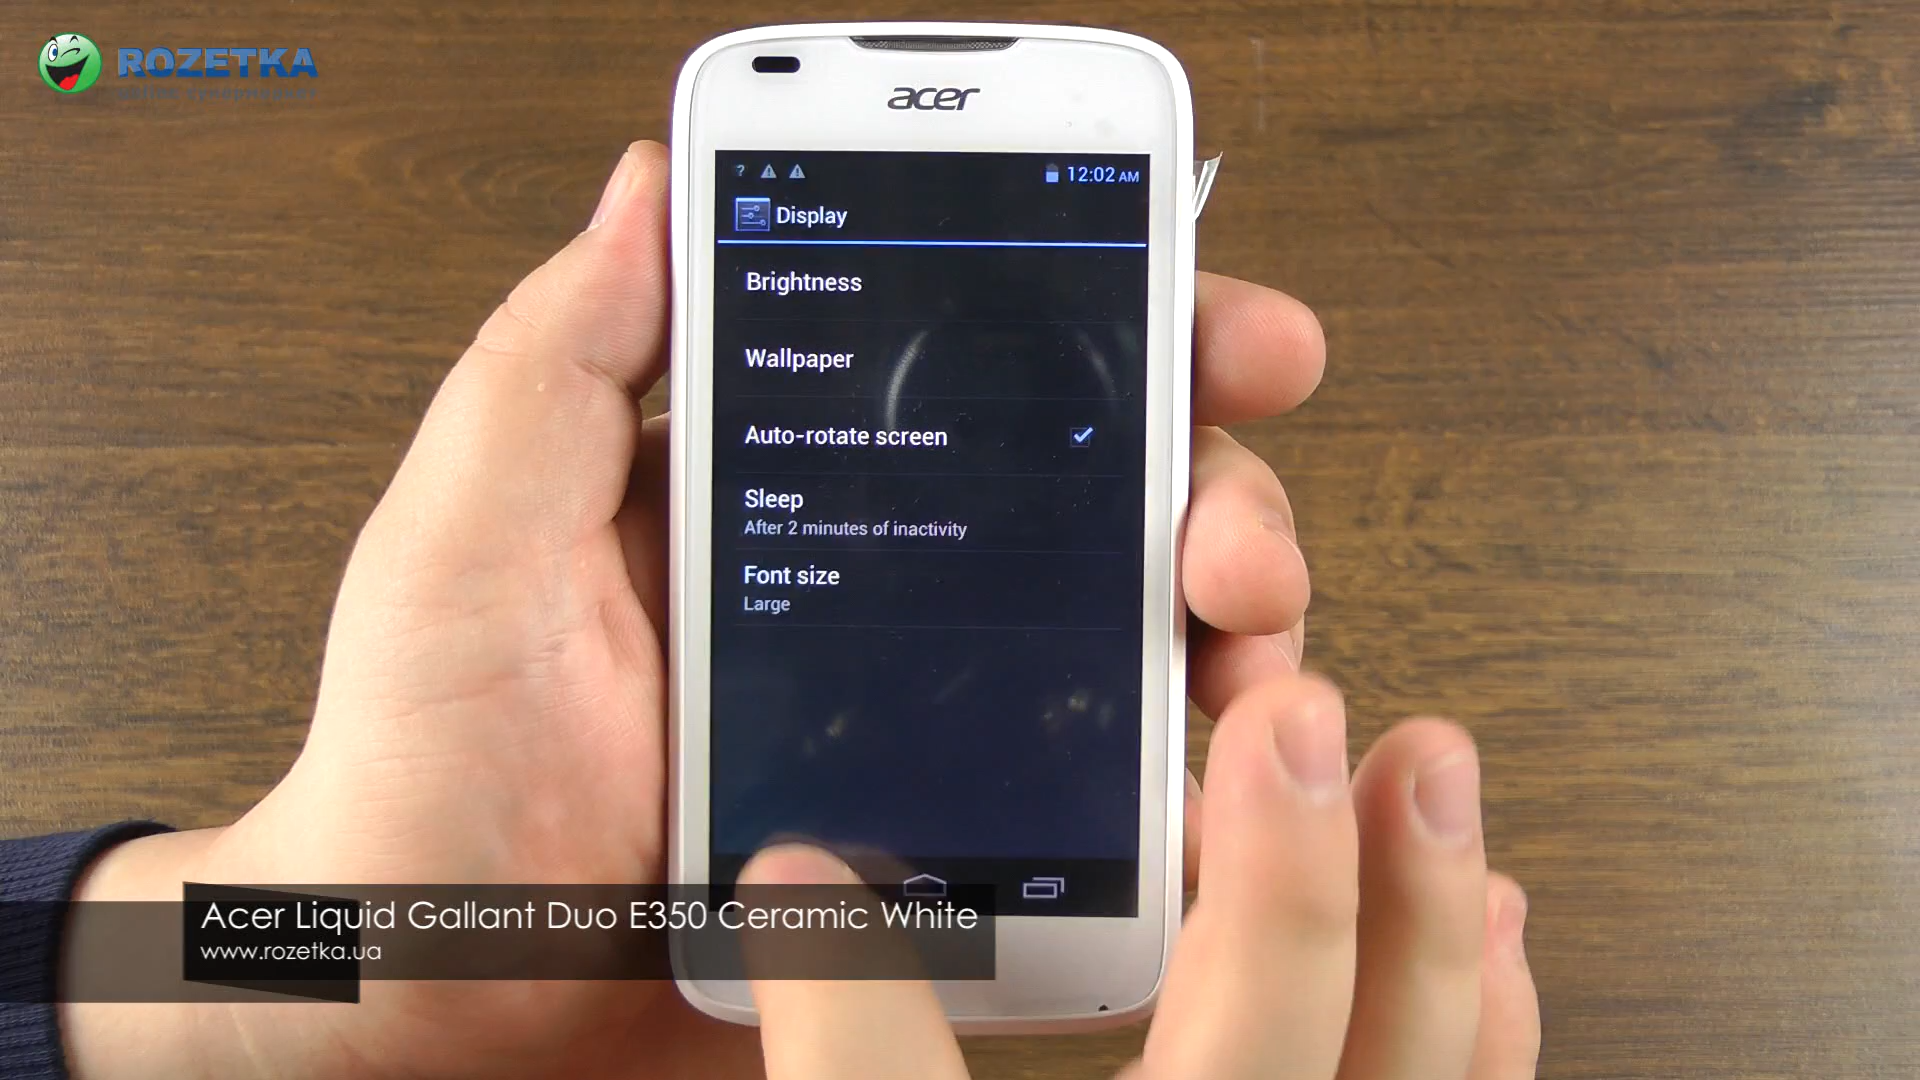 ROZETKA
acer
12:02 AM
Display
Brightness
Wallpaper
Auto-rotate screen
Sleep
After 2 minutes of inactivity
Font size
Large
Acer Liquid Gallant Duo E350 Ceramic White
www.rozetka.ua